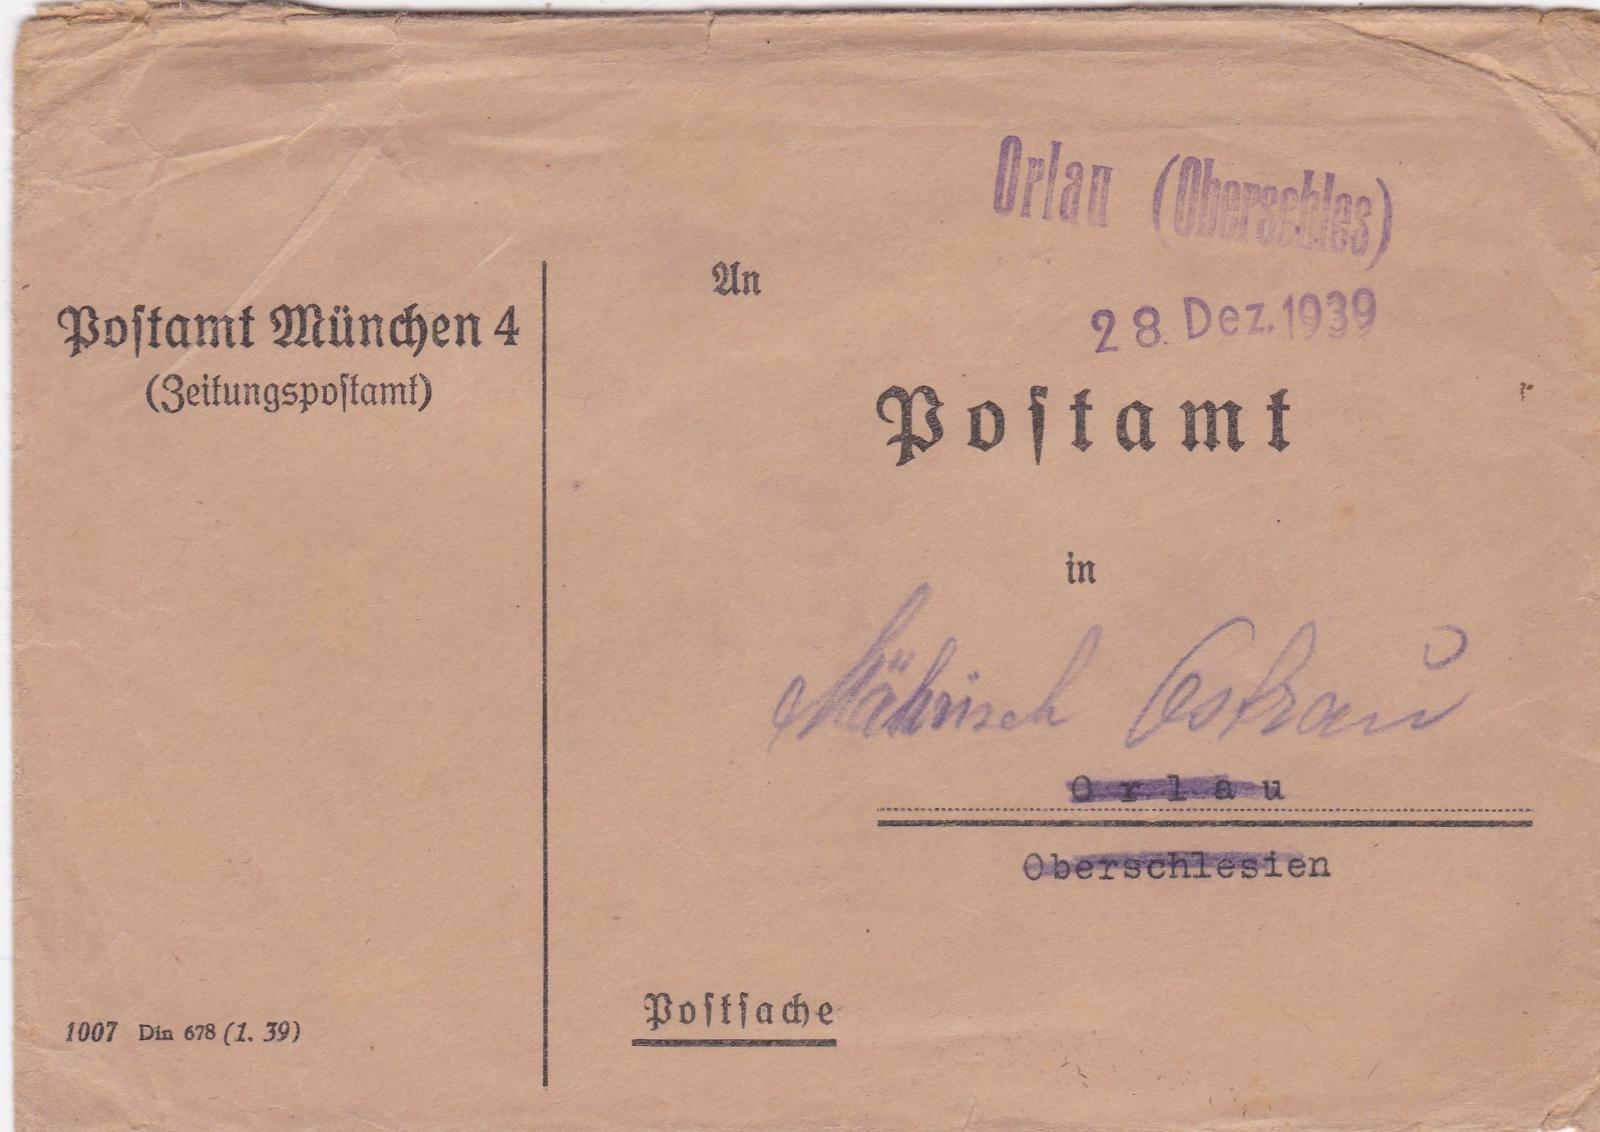 Orlau (Oberschles)
28. Dez. 1939
Poſtamt München 4
(Zeitungspoſtamt)
An
Poſtamt
in
Mährisch Ostrau
Orlau
Oberschlesien
Poſtſache
1007 Din 678 (1. 39)